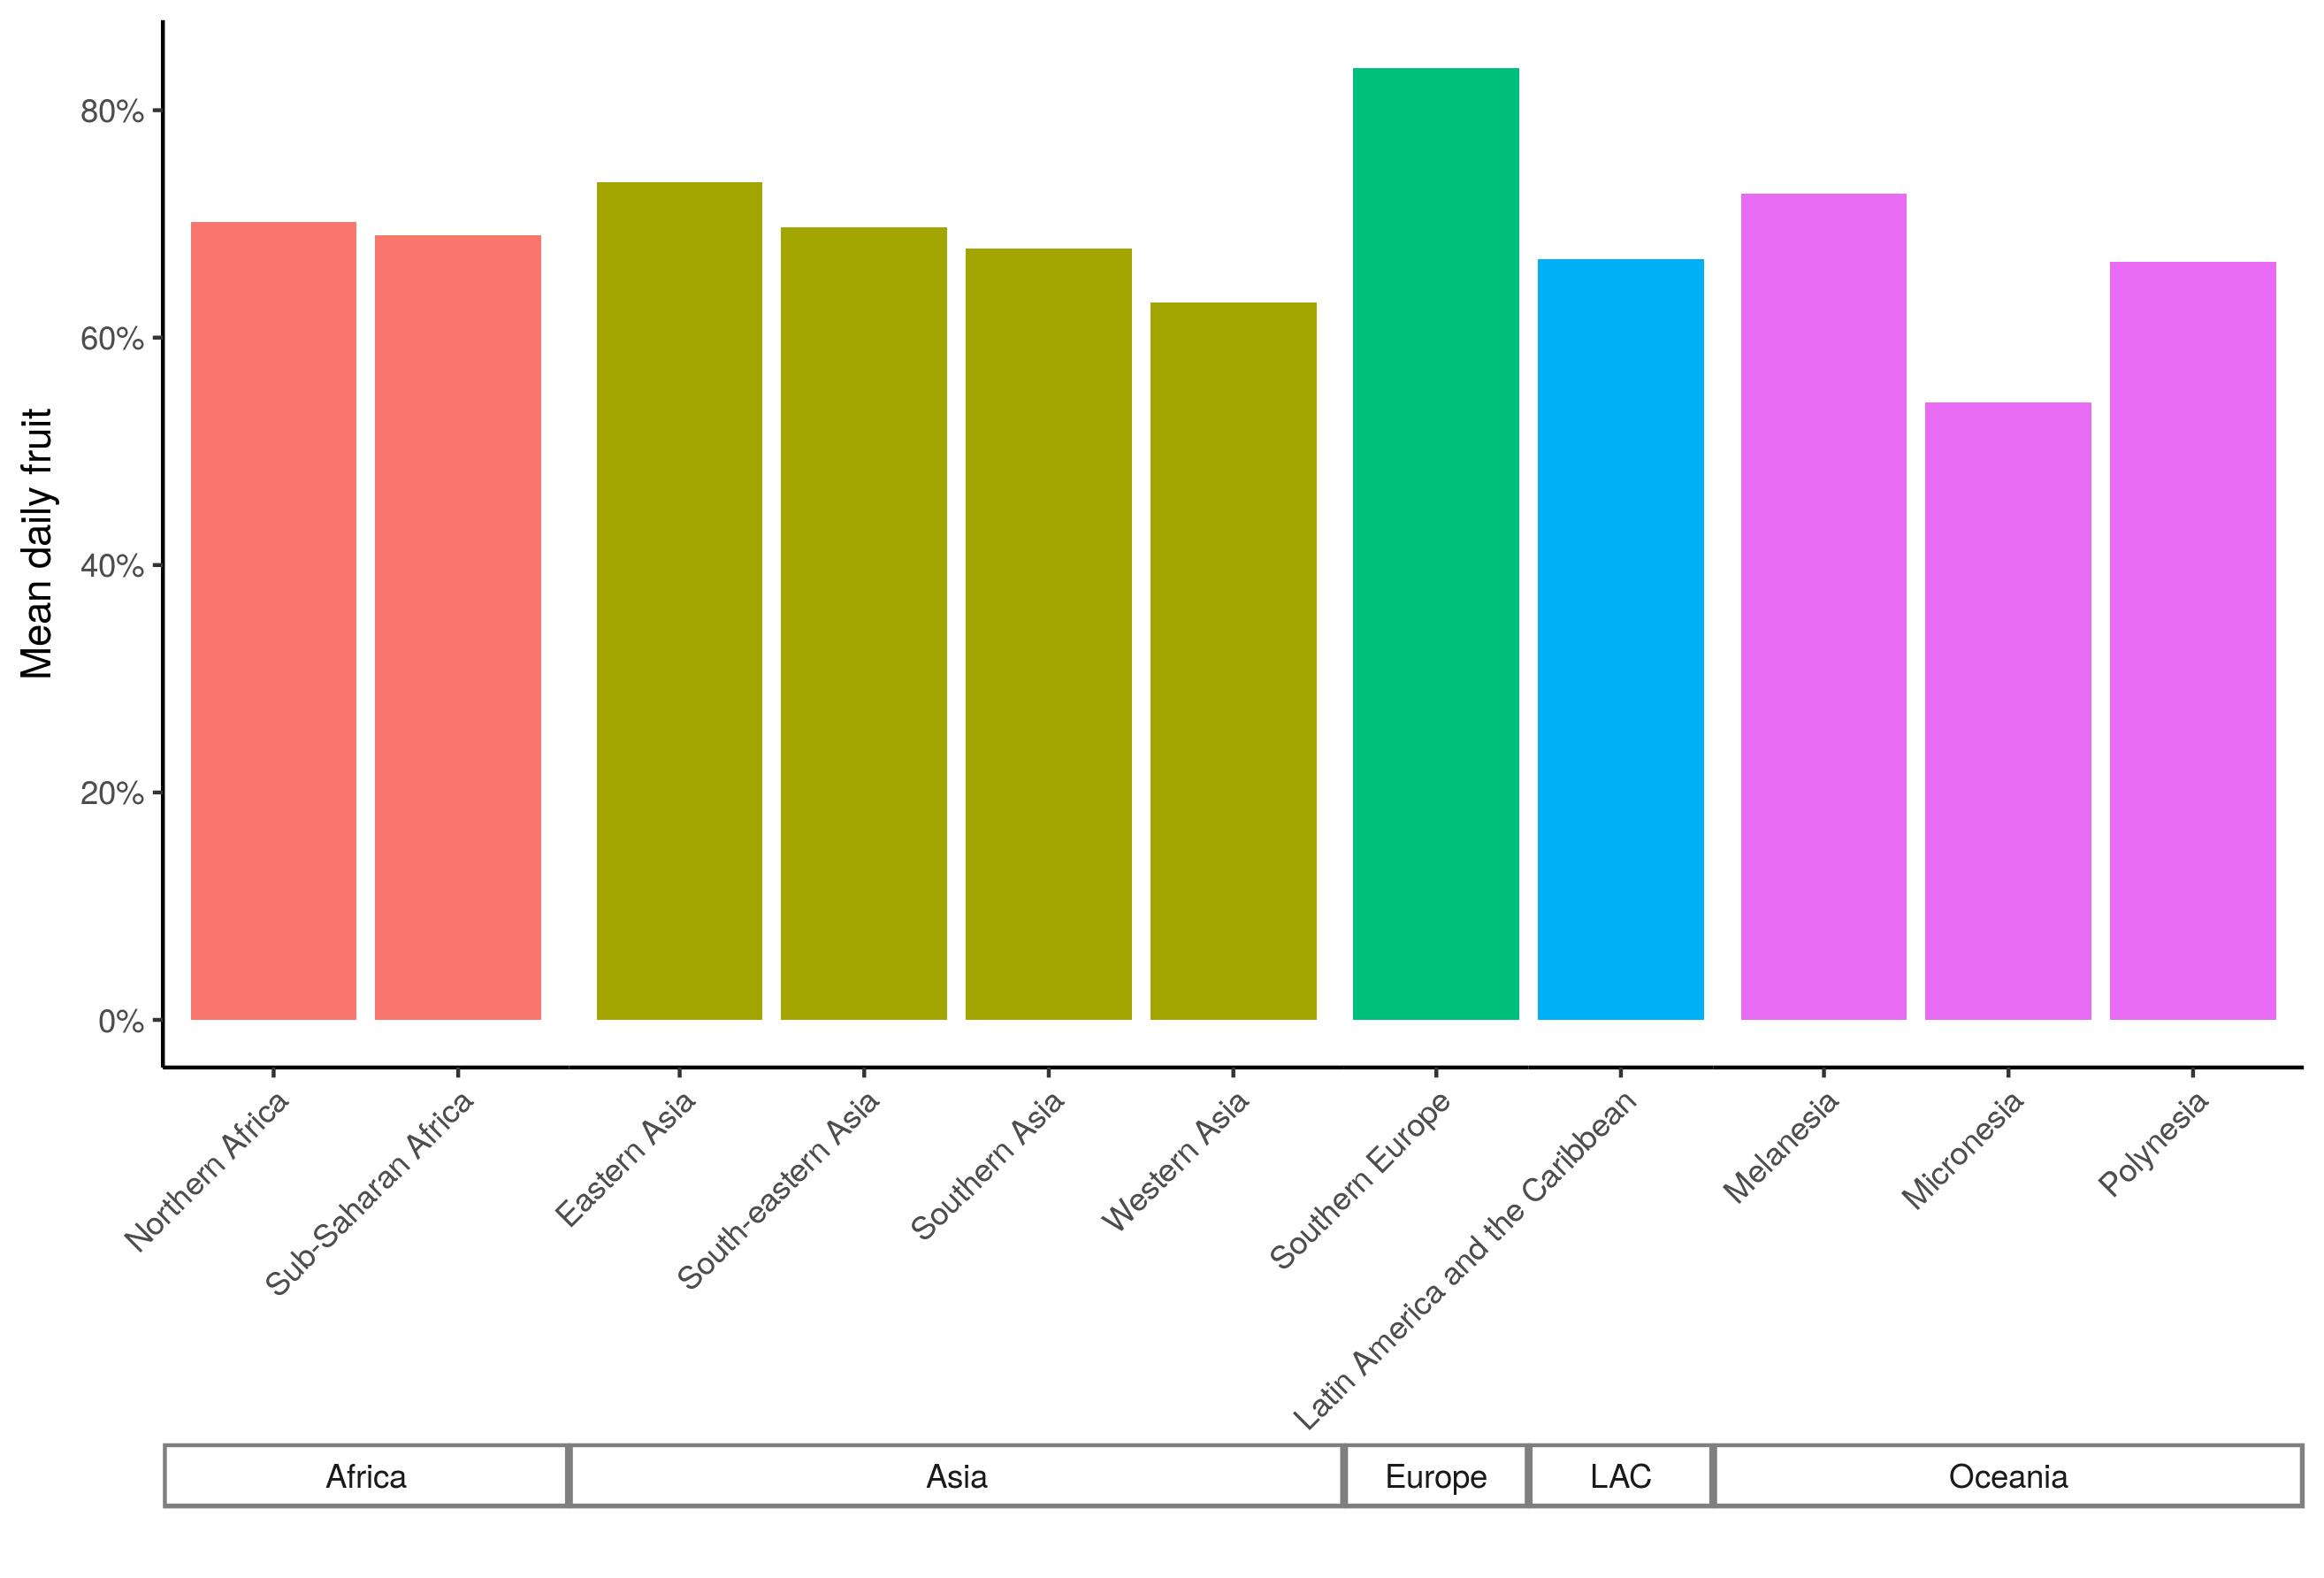 Mean daily fruit
80%
60%
40%
20%
0%
Northern Africa
Sub-Saharan Africa
Eastern Asia
South-eastern Asia
Southern Asia
Western Asia
Southern Europe
Latin America and the Caribbean
Melanesia
Micronesia
Polynesia
Africa
Asia
Europe
LAC
Oceania